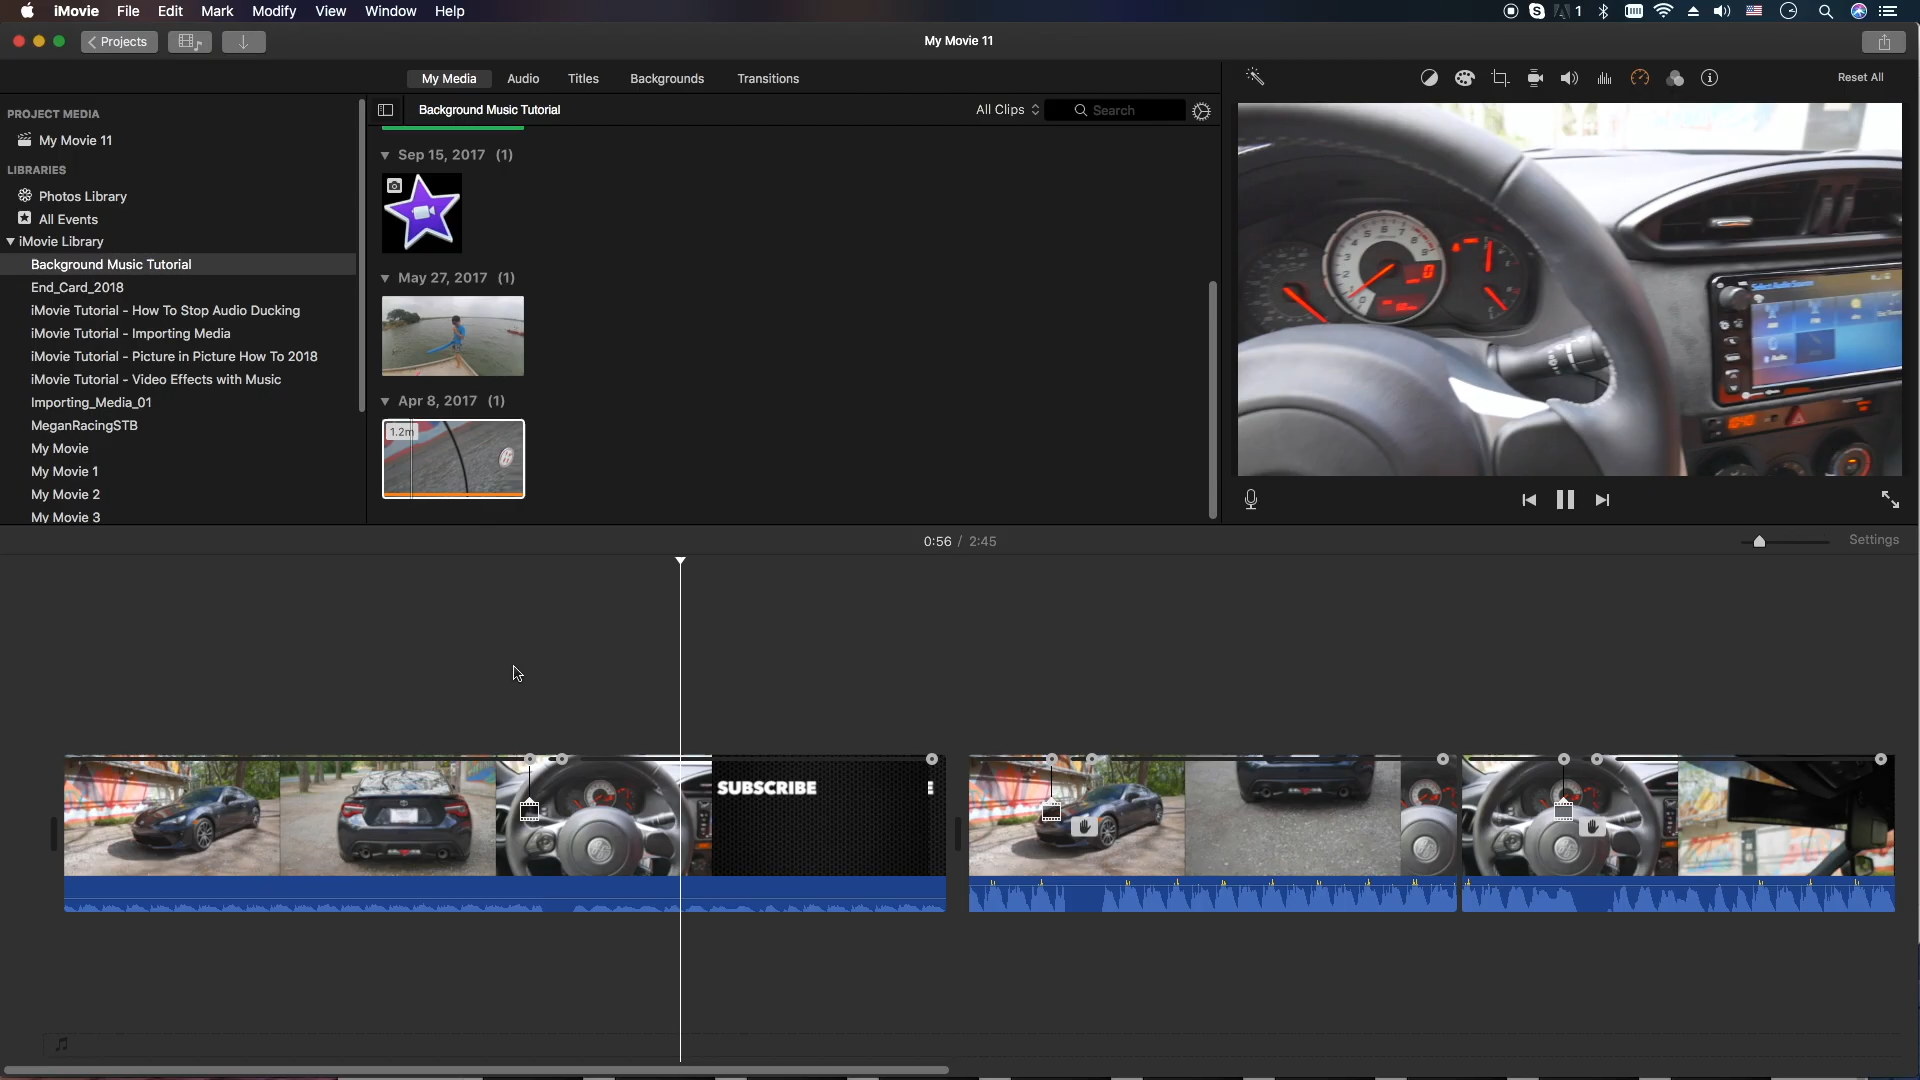 iMovie File Edit Mark Modify View Window Help
1
Projects
My Movie 11
My Media Audio Titles Backgrounds Transitions
Reset All
PROJECT MEDIA
My Movie 11
LIBRARIES
Photos Library
All Events
iMovie Library
Background Music Tutorial
End_Card_2018
iMovie Tutorial - How To Stop Audio Ducking
iMovie Tutorial - Importing Media
iMovie Tutorial - Picture in Picture How To 2018
iMovie Tutorial - Video Effects with Music
Importing_Media_01
MeganRacingSTB
My Movie
My Movie 1
My Movie 2
My Movie 3
Background Music Tutorial
All Clips
Search
Sep 15, 2017 (1)
May 27, 2017 (1)
Apr 8, 2017 (1)
1.2m
Select Audio Source
0:56 / 2:45
Settings
SUBSCRIBE
E